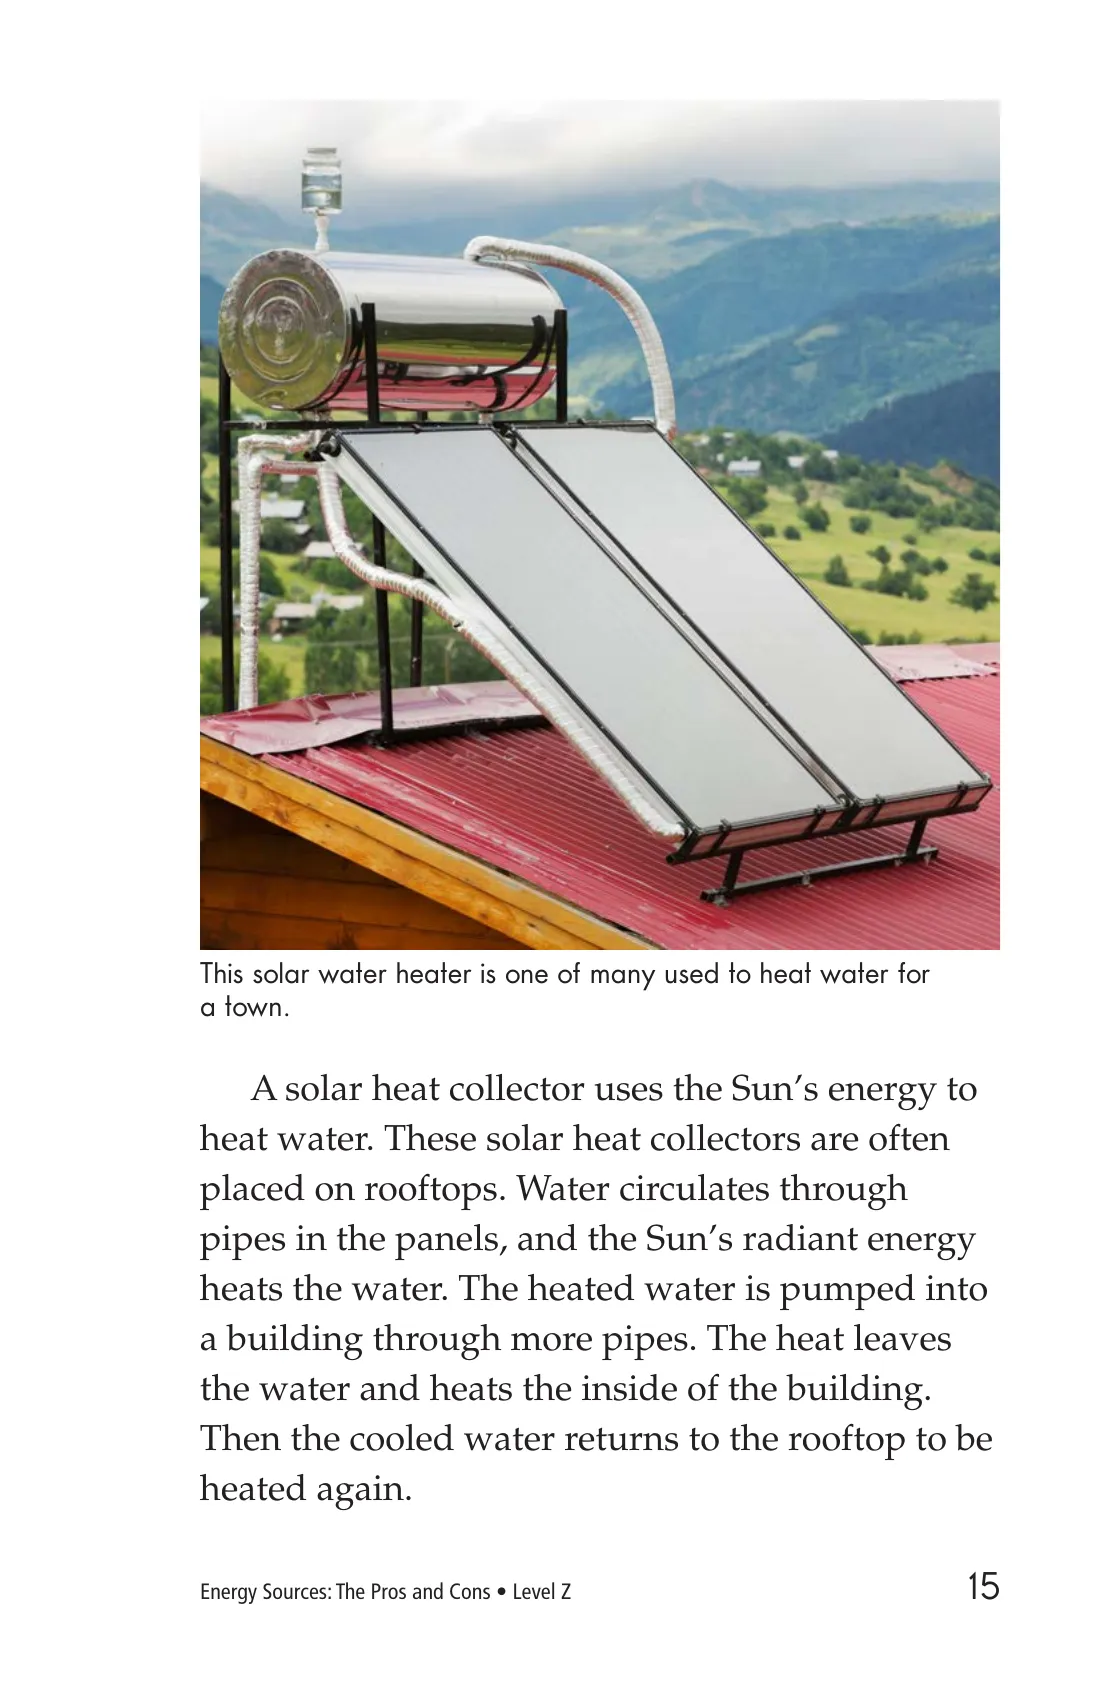 This solar water heater is one of many used to heat water for
a town.
A solar heat collector uses the Sun’s energy to
heat water. These solar heat collectors are often
placed on rooftops. Water circulates through
pipes in the panels, and the Sun’s radiant energy
heats the water. The heated water is pumped into
a building through more pipes. The heat leaves
the water and heats the inside of the building.
Then the cooled water returns to the rooftop to be
heated again.
Energy Sources: The Pros and Cons • Level Z 15